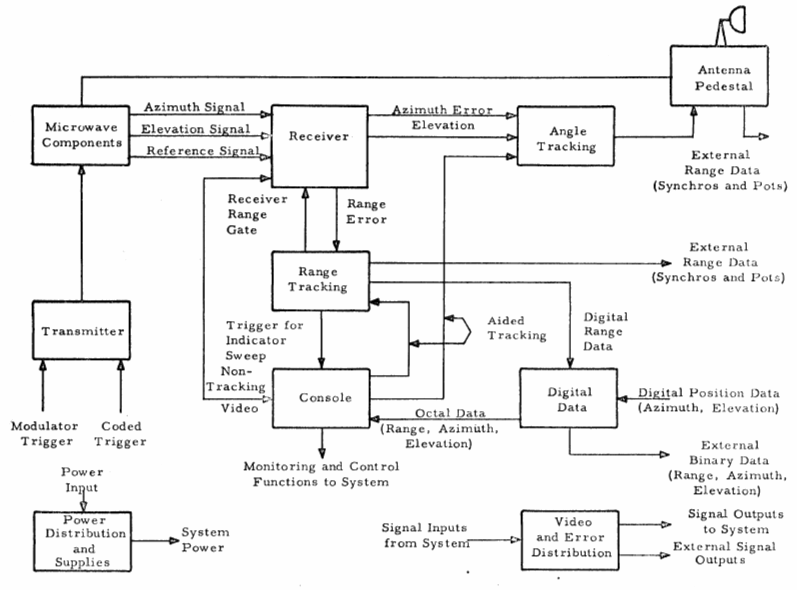 Antenna
Pedestal
Microwave
Components
Azimuth Signal
Elevation Signal
Reference Signal
Receiver
Azimuth Error
Elevation
Angle
Tracking
External
Range Data
(Synchros and Pots)
Receiver
Range
Gate
Range
Error
Range
Tracking
External
Range Data
(Synchros and Pots)
Transmitter
Trigger for
Indicator
Sweep
Non-
Tracking
Video
Aided
Tracking
Digital
Range
Data
Console
Digital
Data
Digital Position Data
(Azimuth, Elevation)
Octal Data
(Range, Azimuth,
Elevation)
Modulator
Trigger
Coded
Trigger
Monitoring and Control
Functions to System
External
Binary Data
(Range, Azimuth,
Elevation)
Power
Input
Power
Distribution
and
Supplies
System
Power
Signal Inputs
from System
Video
and Error
Distribution
Signal Outputs
to System
External Signal
Outputs